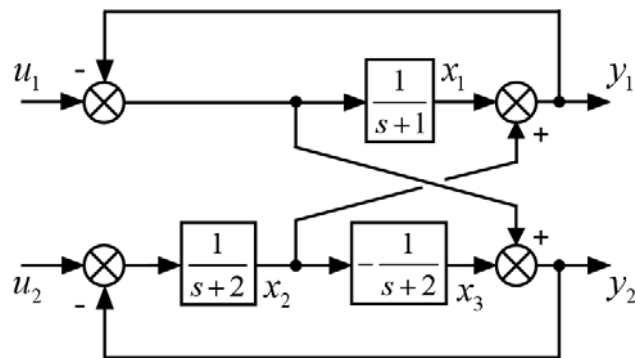 -
u₁ 1/(s+1) x₁ y₁
+
+
u₂ 1/(s+2) x₂ -1/(s+2) x₃ y₂
-